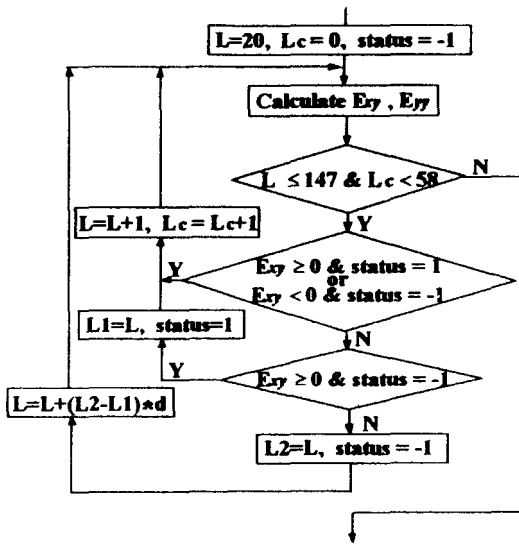 L=20, Lc=0, status = -1
Calculate Exy , Eyy
L ≤147 & Lc<58
N
Y
L=L+1, Lc=Lc+1
Exy ≥0 & status = 1
or
Exy <0 & status = -1
Y
N
L1=L, status=1
Exy ≥0 & status = -1
Y
N
L=L+(L2-L1)*d
L2=L, status = -1